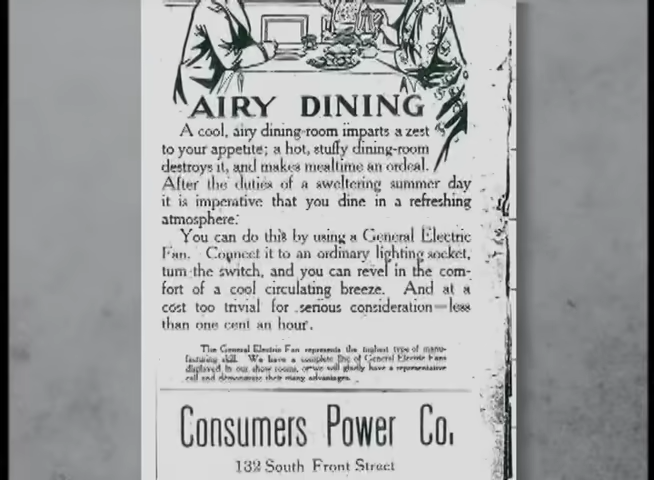 AIRY DINING
A cool, airy dining-room imparts a zest
to your appetite; a hot, stuffy dining-room
destroys it, and makes mealtime an ordeal.
After the duties of a sweltering summer day
it is imperative that you dine in a refreshing
atmosphere.
You can do this by using a General Electric
Fan. Connect it to an ordinary lighting socket,
turn the switch, and you can revel in the com-
fort of a cool circulating breeze. And at a
cost too trivial for serious consideration—less
than one cent an hour.
The General Electric Fan represents the highest type of manu-
facturing skill. We have a complete line of General Electric Fans
displayed in our show rooms, or we will gladly have a representative
call and demonstrate their many advantages.
Consumers Power Co.
132 South Front Street